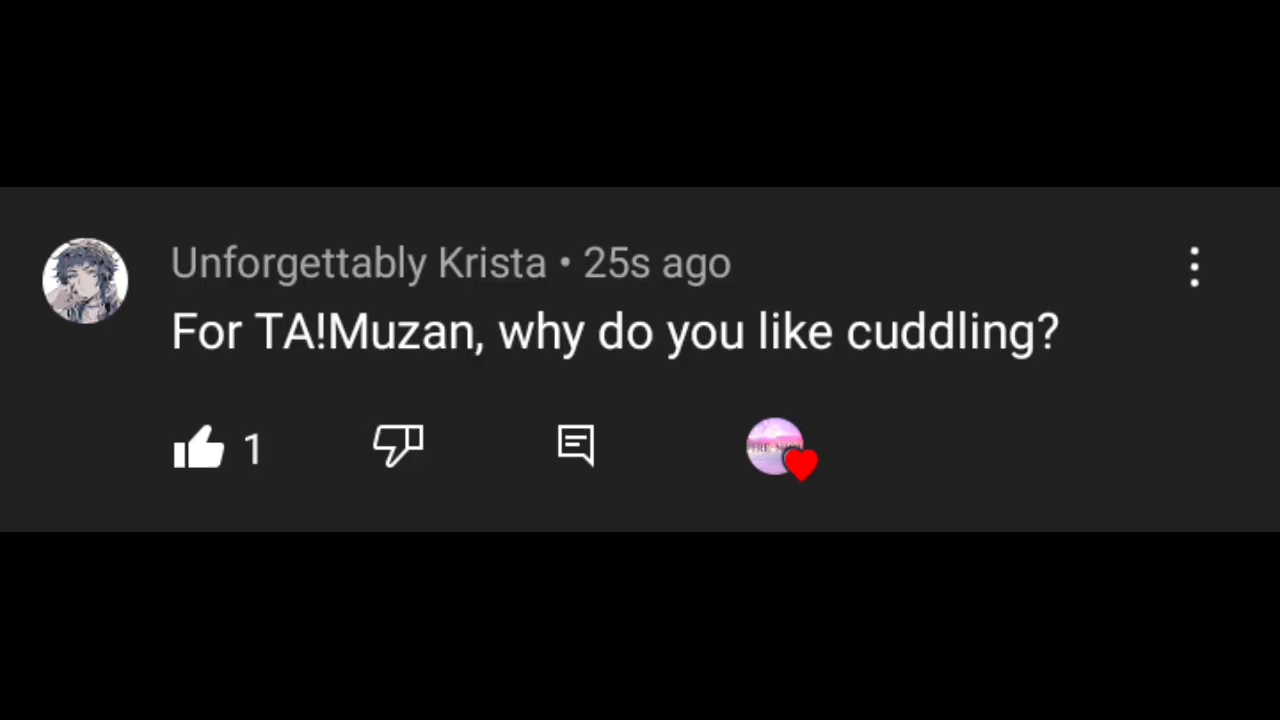 Unforgettably Krista • 25s ago
For TA!Muzan, why do you like cuddling?
1